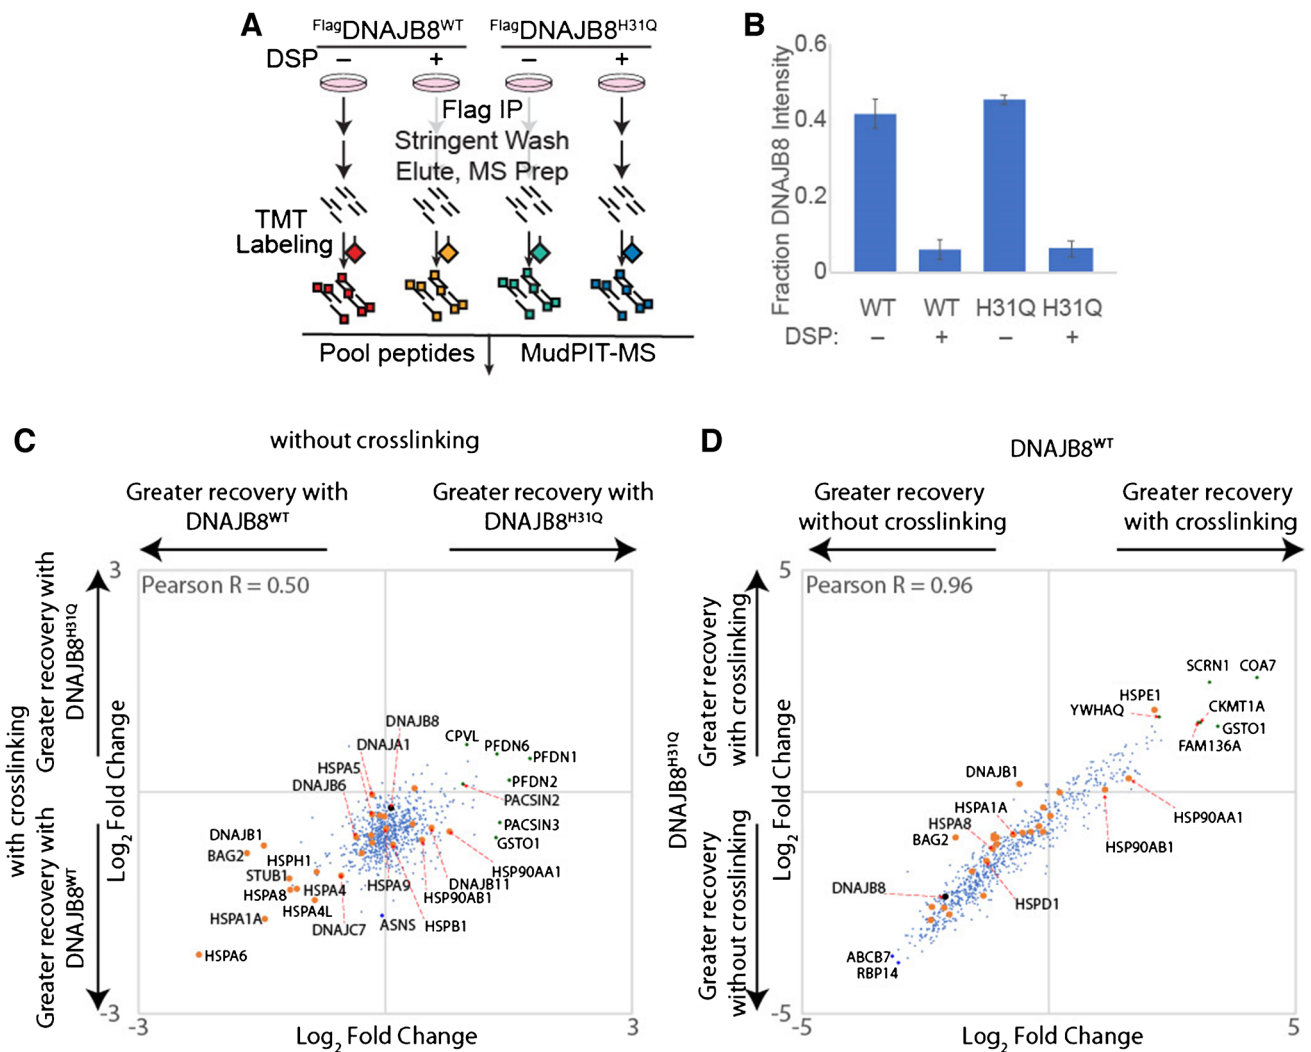 A
FlagDNAJB8WT FlagDNAJB8H31Q
DSP – + – +
Flag IP
Stringent Wash
Elute, MS Prep
TMT
Labeling
Pool peptides MudPIT-MS
B
Fraction DNAJB8 Intensity
0.6
0.4
0.2
0
WT WT H31Q H31Q
DSP: – + – +
C
without crosslinking
Greater recovery with
DNAJB8WT
Greater recovery with
DNAJB8H31Q
with crosslinking
Greater recovery with
DNAJB8H31Q
Greater recovery with
DNAJB8WT
Log2 Fold Change
3
Pearson R = 0.50
DNAJB8
CPVL
DNAJA1
PFDN6
PFDN1
HSPA5
DNAJB6
PFDN2
PACSIN2
PACSIN3
GSTO1
DNAJB1
BAG2
HSPH1
STUB1
HSPA8
HSPA4
HSPA9
HSP90AA1
DNAJB11
HSP90AB1
HSPA4L
HSPA1A
DNAJC7
ASNS
HSPB1
HSPA6
-3
-3 3
Log2 Fold Change
D
DNAJB8WT
Greater recovery
without crosslinking
Greater recovery
with crosslinking
DNAJB8H31Q
Greater recovery
with crosslinking
Greater recovery
without crosslinking
Log2 Fold Change
5
Pearson R = 0.96
SCRN1 COA7
HSPE1
YWHAQ
CKMT1A
GSTO1
FAM136A
DNAJB1
HSPA1A
HSPA8
BAG2
HSP90AA1
HSP90AB1
DNAJB8
HSPD1
ABCB7
RBP14
-5
-5 5
Log2 Fold Change